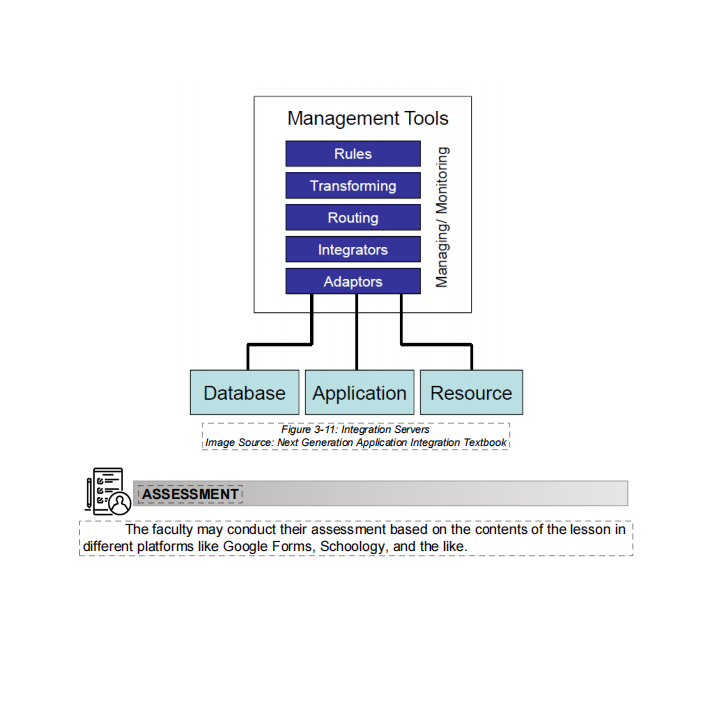 Management Tools
Rules
Transforming
Routing
Integrators
Adaptors
Managing/ Monitoring
Database
Application
Resource
Figure 3-11: Integration Servers
Image Source: Next Generation Application Integration Textbook
ASSESSMENT
The faculty may conduct their assessment based on the contents of the lesson in
different platforms like Google Forms, Schoology, and the like.